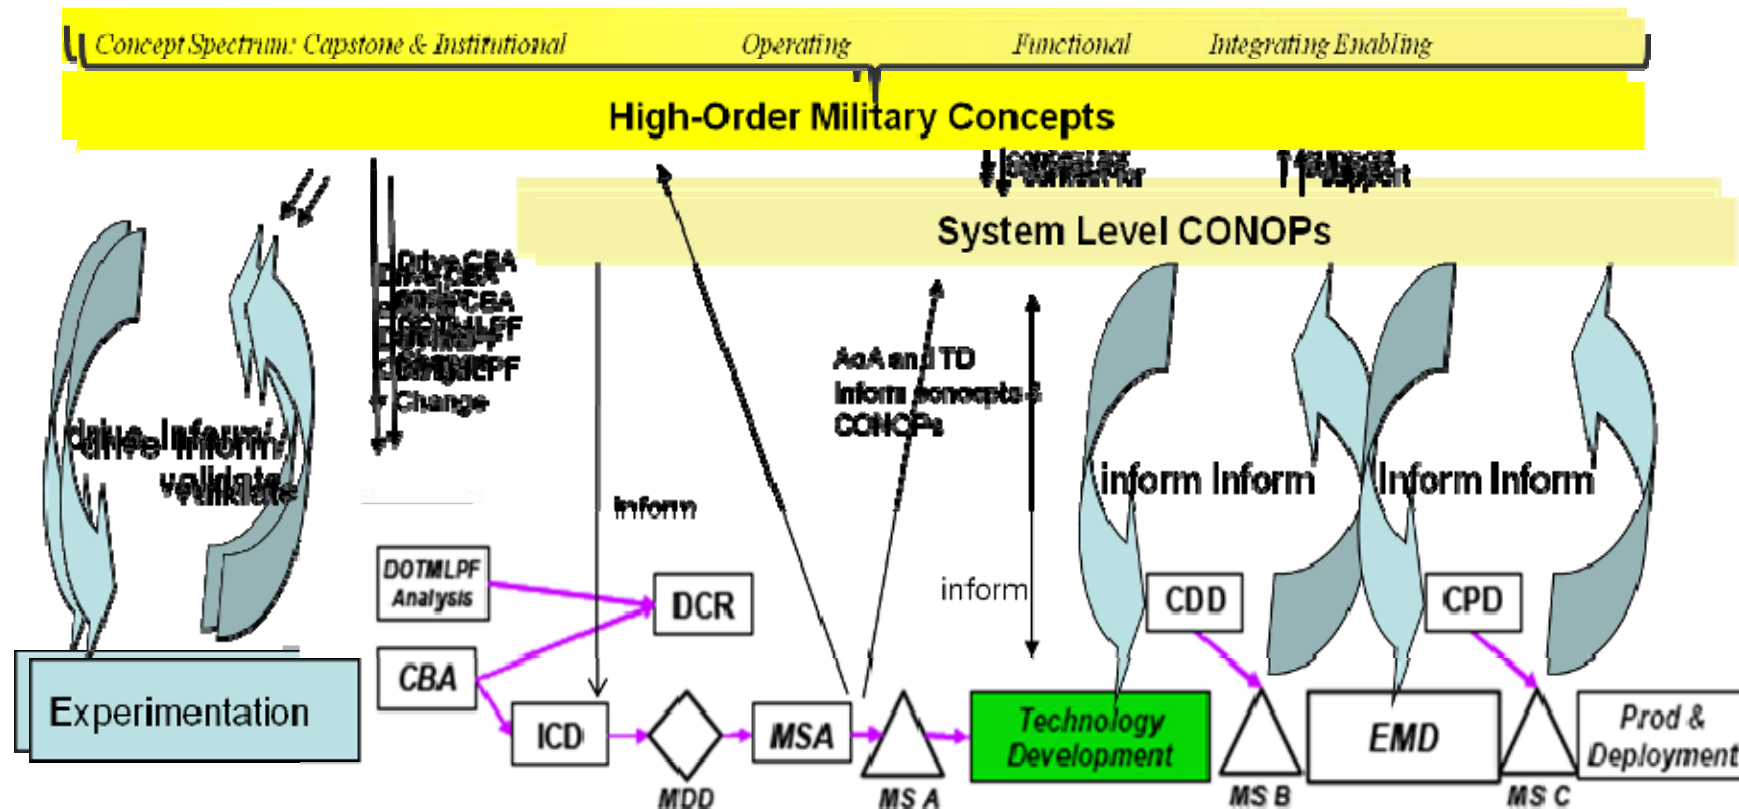 Concept Spectrum: Capstone & Institutional Operating Functional Integrating Enabling
High-Order Military Concepts
support
System Level CONOPs
Drive CBA
DOTMLPF
Change
AoA and TD
Inform concepts &
CONOPs
drive Inform/
validate
inform Inform
Inform Inform
inform
inform
DOTMLPF
Analysis
DCR
CDD
CPD
CBA
Experimentation
ICD
MSA
Technology
Development
EMD
Prod &
Deployment
MDD
MS A
MS B
MS C